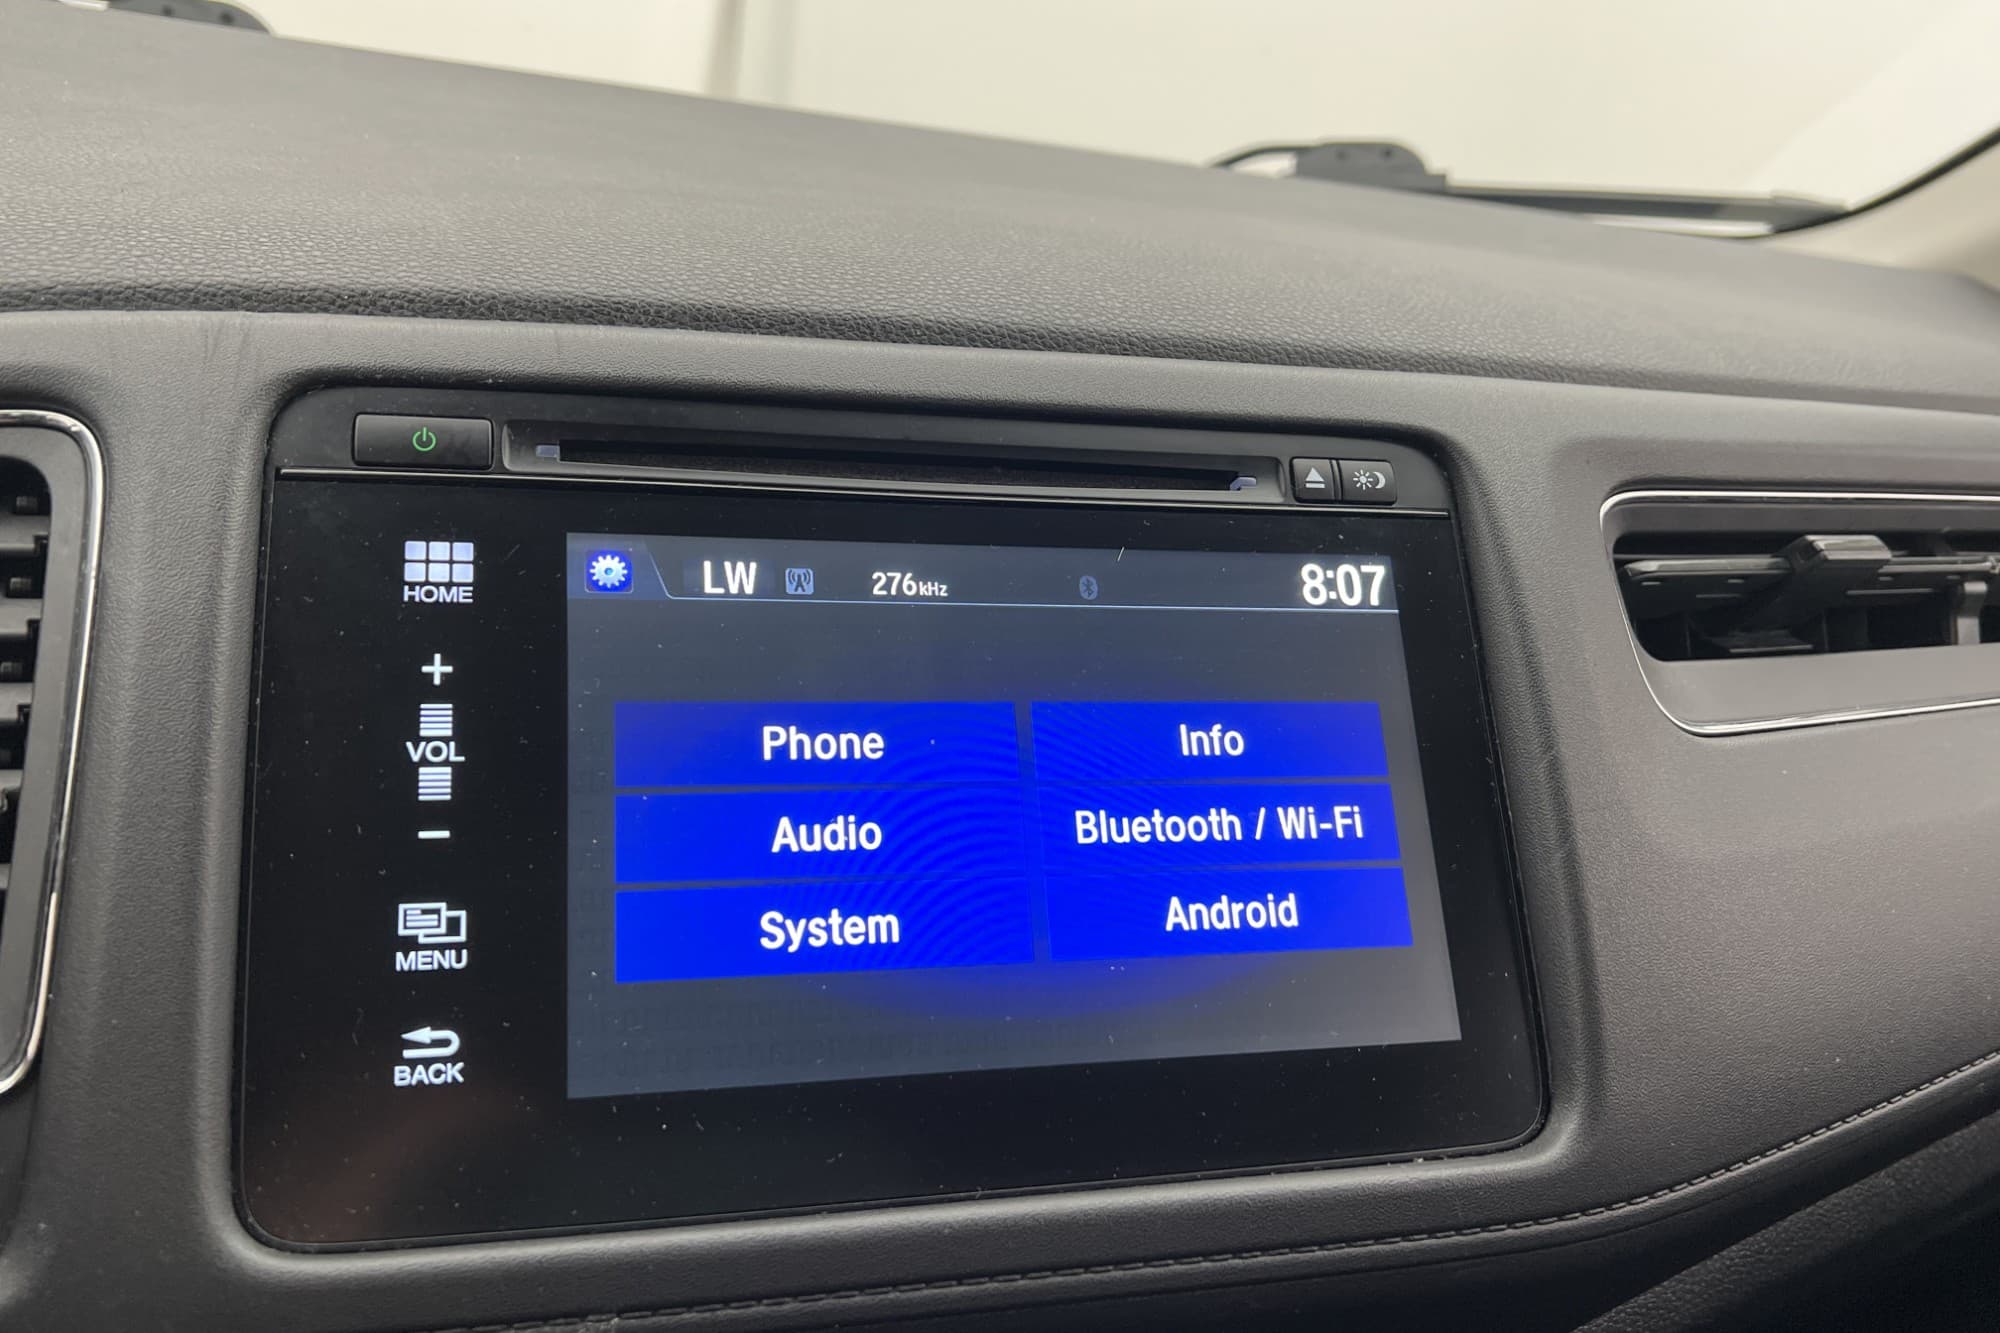 HOME
+
VOL
−
MENU
BACK
LW 276kHz 8:07
Phone
Info
Audio
Bluetooth / Wi-Fi
System
Android